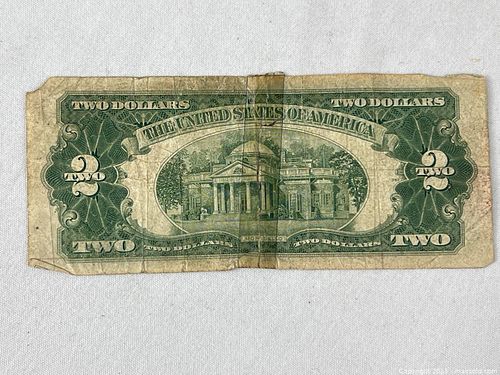 TWO DOLLARS TWO DOLLARS
THE UNITED STATES OF AMERICA
2 2
TWO TWO
TWO TWO DOLLARS TWO DOLLARS TWO